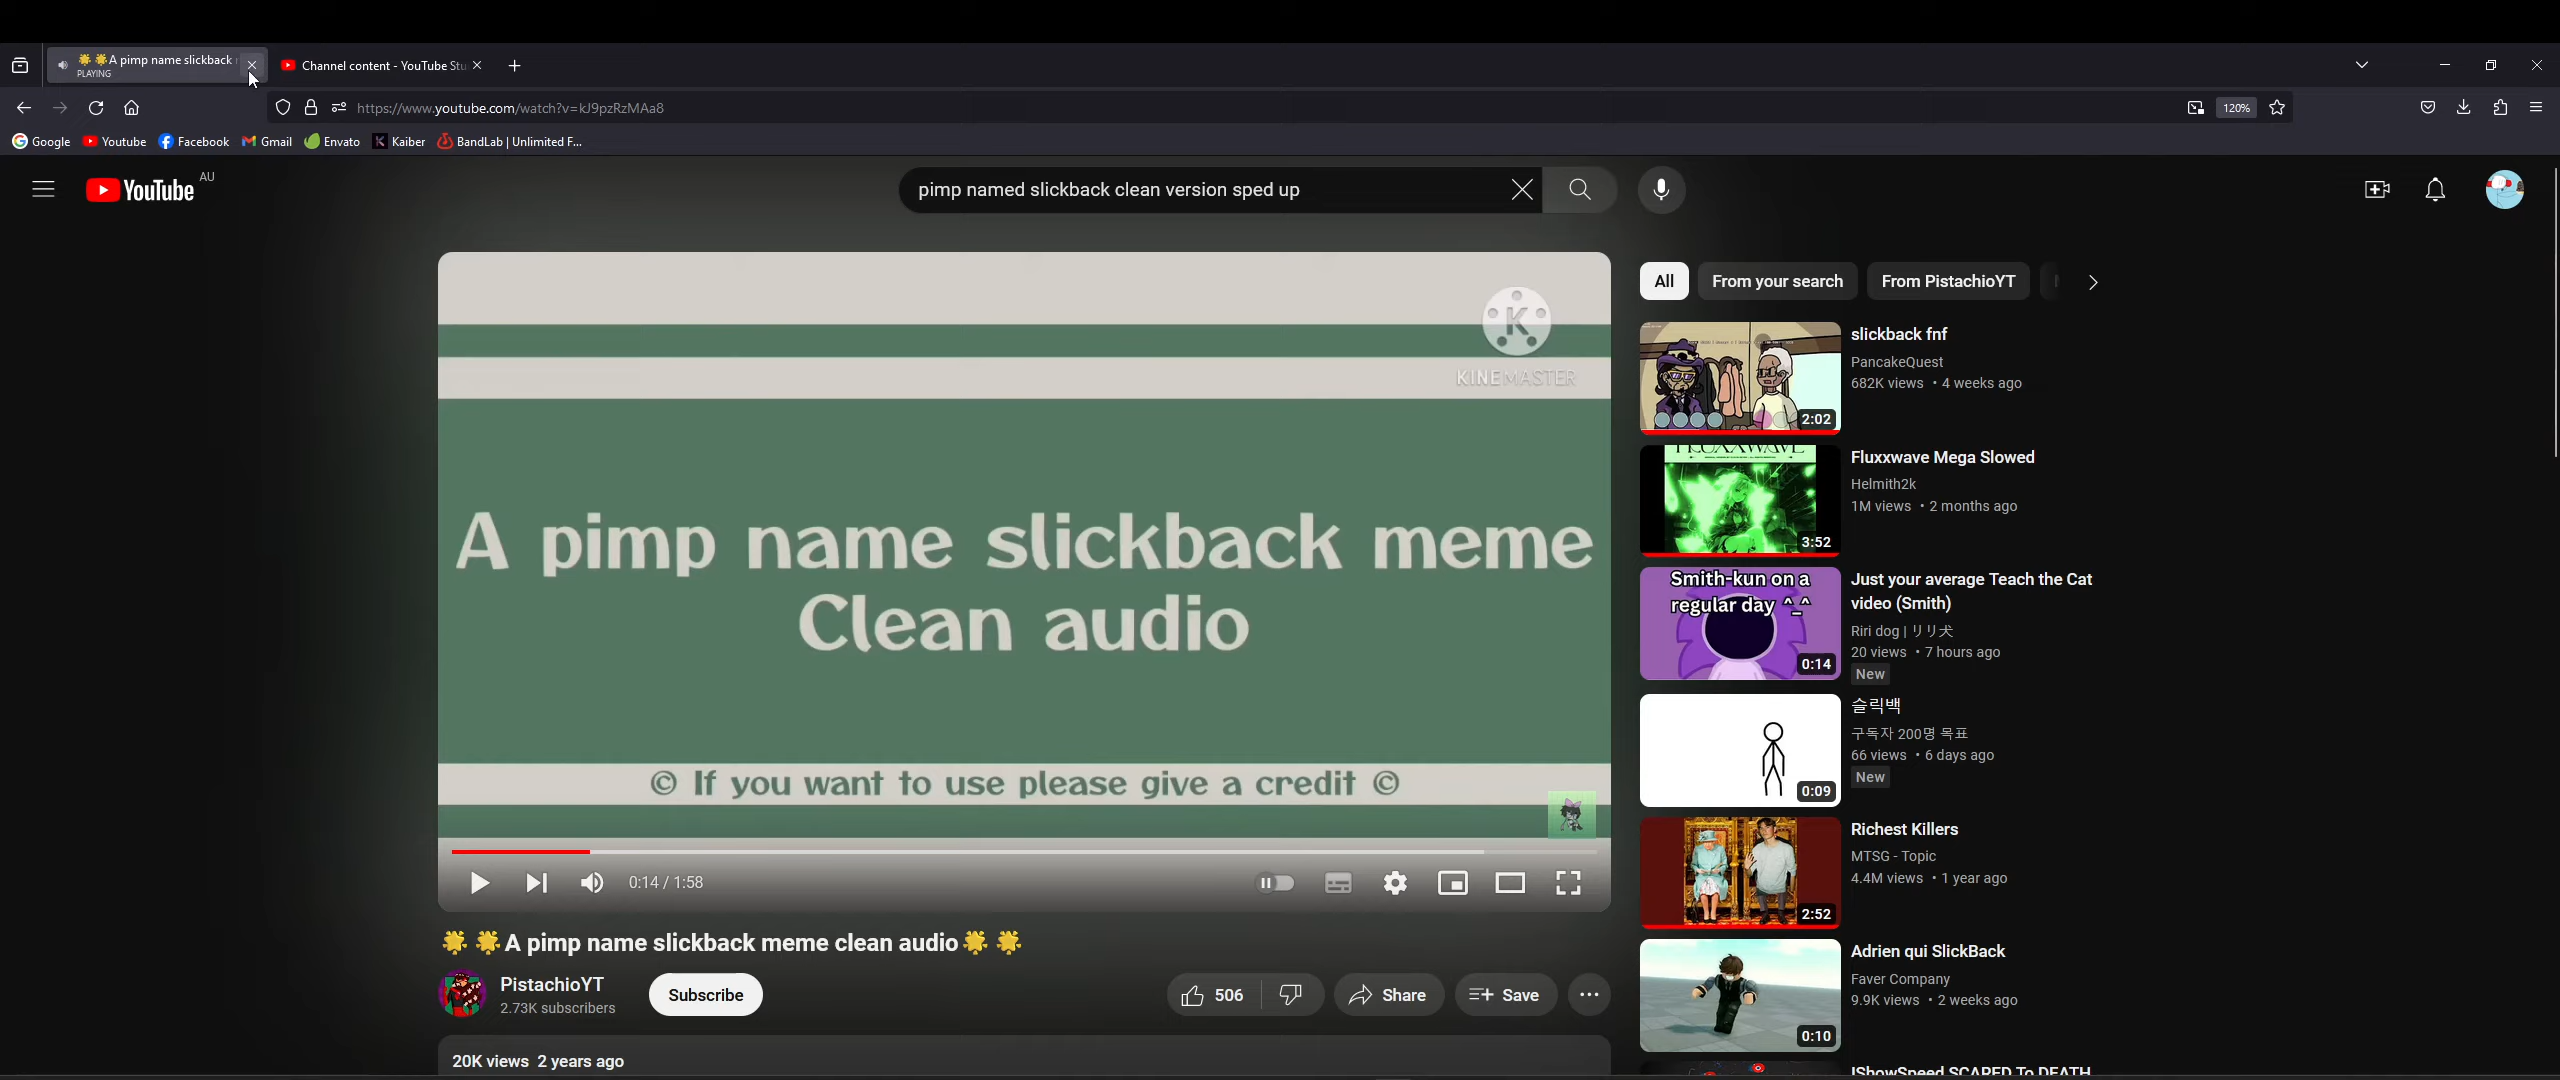 🌟 🌟A pimp name slickback
PLAYING
Channel content - YouTube Stu
https://www.youtube.com/watch?v=kJ9pzRzMAa8
120%
Google
Youtube
Facebook
Gmail
Envato
Kaiber
BandLab | Unlimited F...
YouTube
AU
pimp named slickback clean version sped up
K
KINEMASTER
A pimp name slickback meme
Clean audio
© If you want to use please give a credit ©
0:14 / 1:58
🌟 🌟A pimp name slickback meme clean audio🌟 🌟
PistachioYT
2.73K subscribers
Subscribe
506
Share
Save
20K views 2 years ago
All
From your search
From PistachioYT
slickback fnf
PancakeQuest
682K views • 4 weeks ago
2:02
FLUXXWAVE
Fluxxwave Mega Slowed
Helmith2k
1M views • 2 months ago
3:52
Smith-kun on a
regular day ^_^
0:14
Just your average Teach the Cat
video (Smith)
Riri dog | リリ犬
20 views • 7 hours ago
New
슬릭백
구독자 200명 목표
66 views • 6 days ago
New
0:09
Richest Killers
MTSG - Topic
4.4M views • 1 year ago
2:52
Adrien qui SlickBack
Faver Company
9.9K views • 2 weeks ago
0:10
IShowSpeed SCARED To DEATH